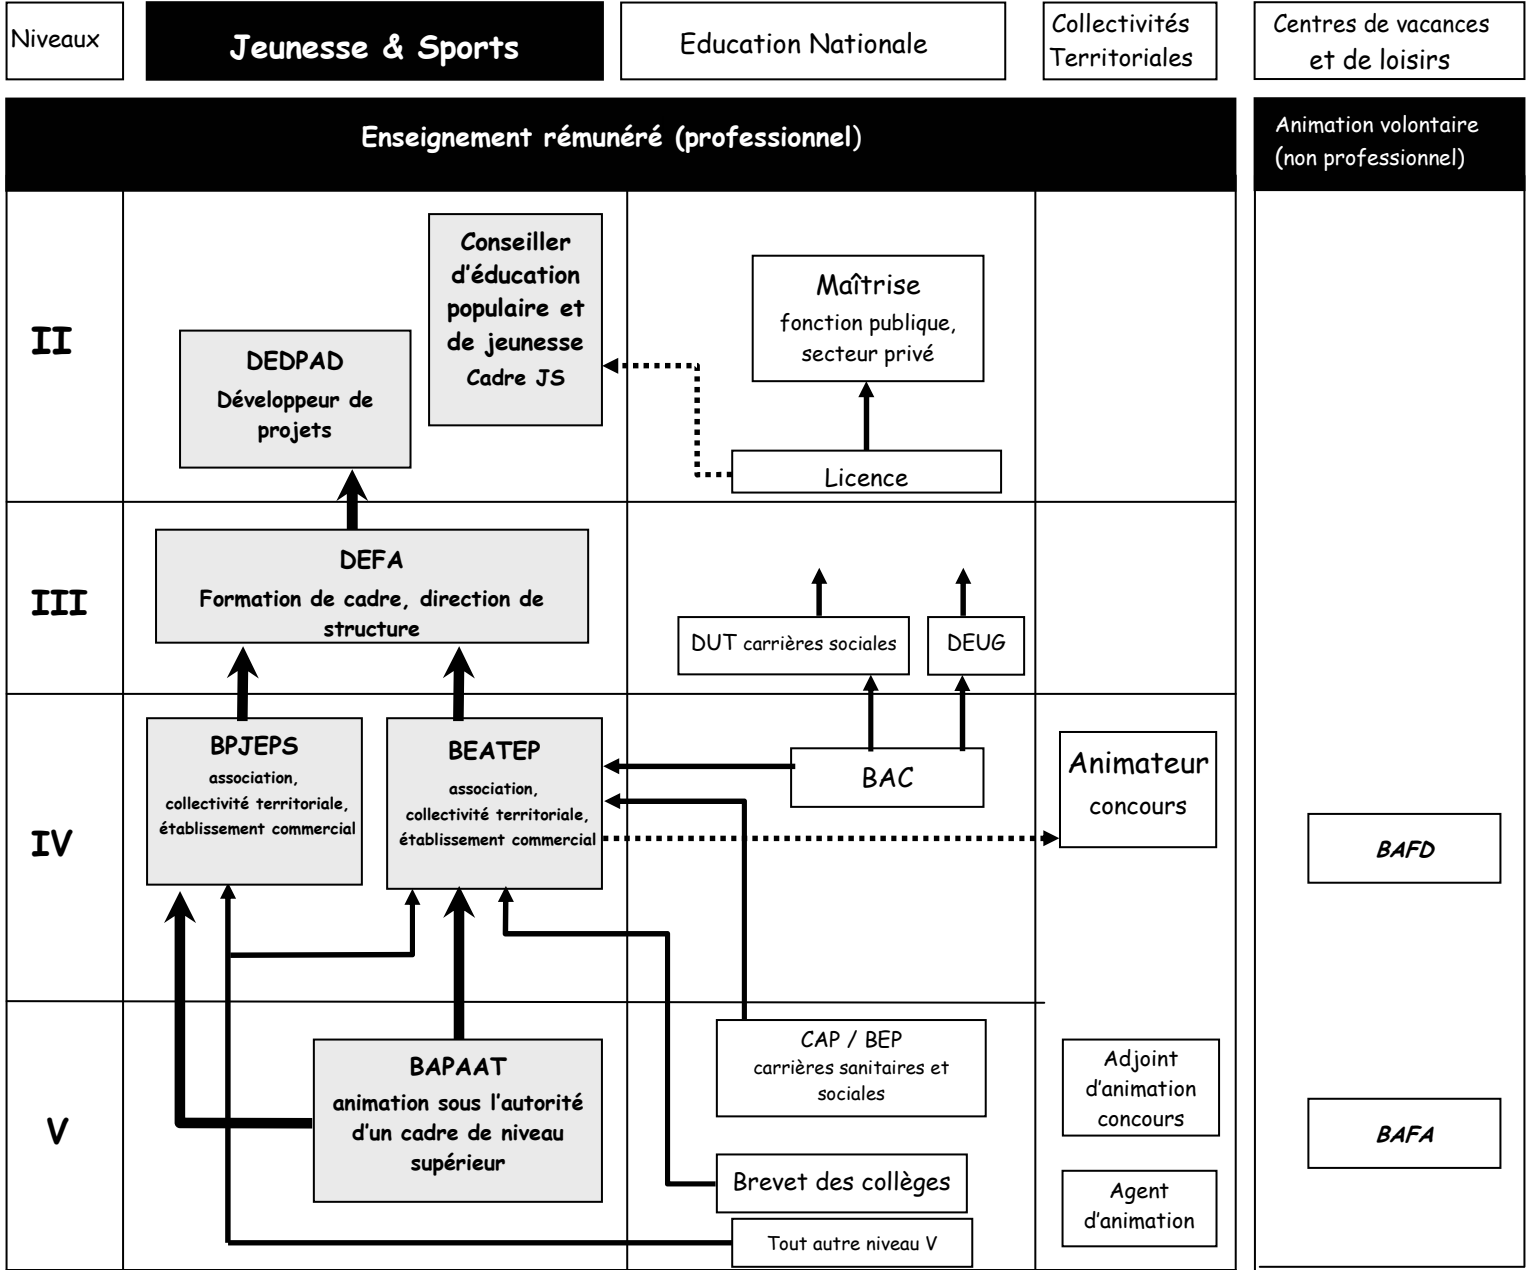 Niveaux
Jeunesse & Sports
Education Nationale
Collectivités
Territoriales
Centres de vacances
et de loisirs
Enseignement rémunéré (professionnel)
Animation volontaire
(non professionnel)
II
Conseiller
d'éducation
populaire et
de jeunesse
Cadre JS
DEDPAD
Développeur de
projets
Maîtrise
fonction publique,
secteur privé
Licence
III
DEFA
Formation de cadre, direction de
structure
DUT carrières sociales
DEUG
IV
BPJEPS
association,
collectivité territoriale,
établissement commercial
BEATEP
association,
collectivité territoriale,
établissement commercial
BAC
Animateur
concours
BAFD
V
BAPAAT
animation sous l'autorité
d'un cadre de niveau
supérieur
CAP / BEP
carrières sanitaires et
sociales
Brevet des collèges
Tout autre niveau V
Adjoint
d'animation
concours
Agent
d'animation
BAFA